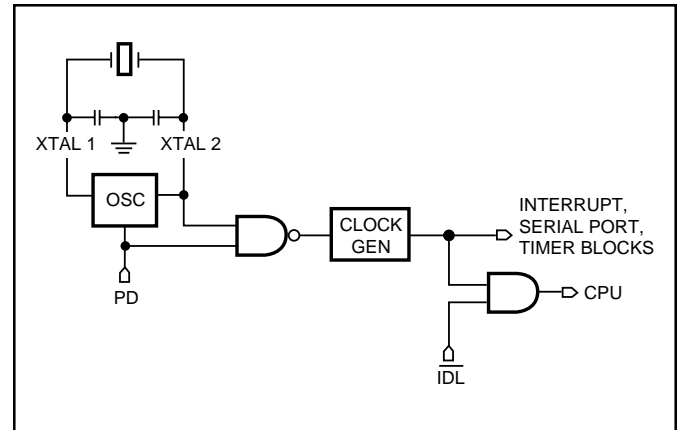 XTAL 1
XTAL 2
OSC
PD
CLOCK
GEN
INTERRUPT,
SERIAL PORT,
TIMER BLOCKS
CPU
IDL